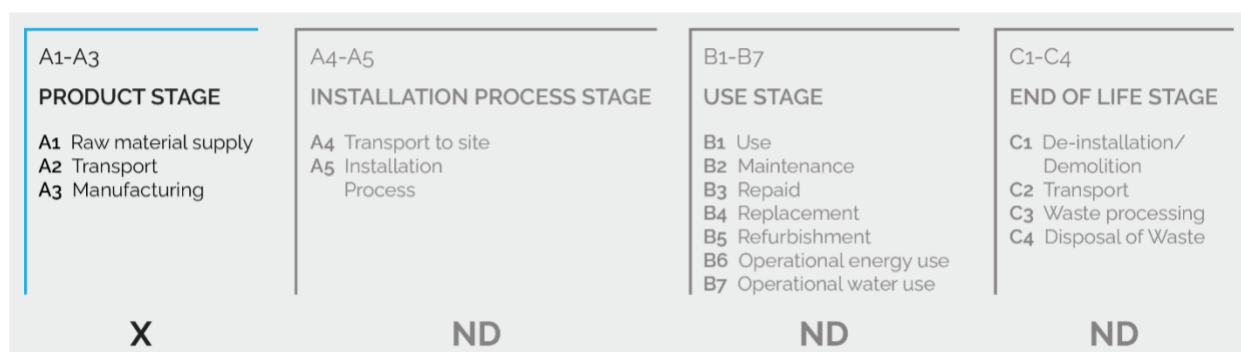 A1-A3
PRODUCT STAGE
A1 Raw material supply
A2 Transport
A3 Manufacturing
X
A4-A5
INSTALLATION PROCESS STAGE
A4 Transport to site
A5 Installation
Process
ND
B1-B7
USE STAGE
B1 Use
B2 Maintenance
B3 Repaid
B4 Replacement
B5 Refurbishment
B6 Operational energy use
B7 Operational water use
ND
C1-C4
END OF LIFE STAGE
C1 De-installation/
Demolition
C2 Transport
C3 Waste processing
C4 Disposal of Waste
ND